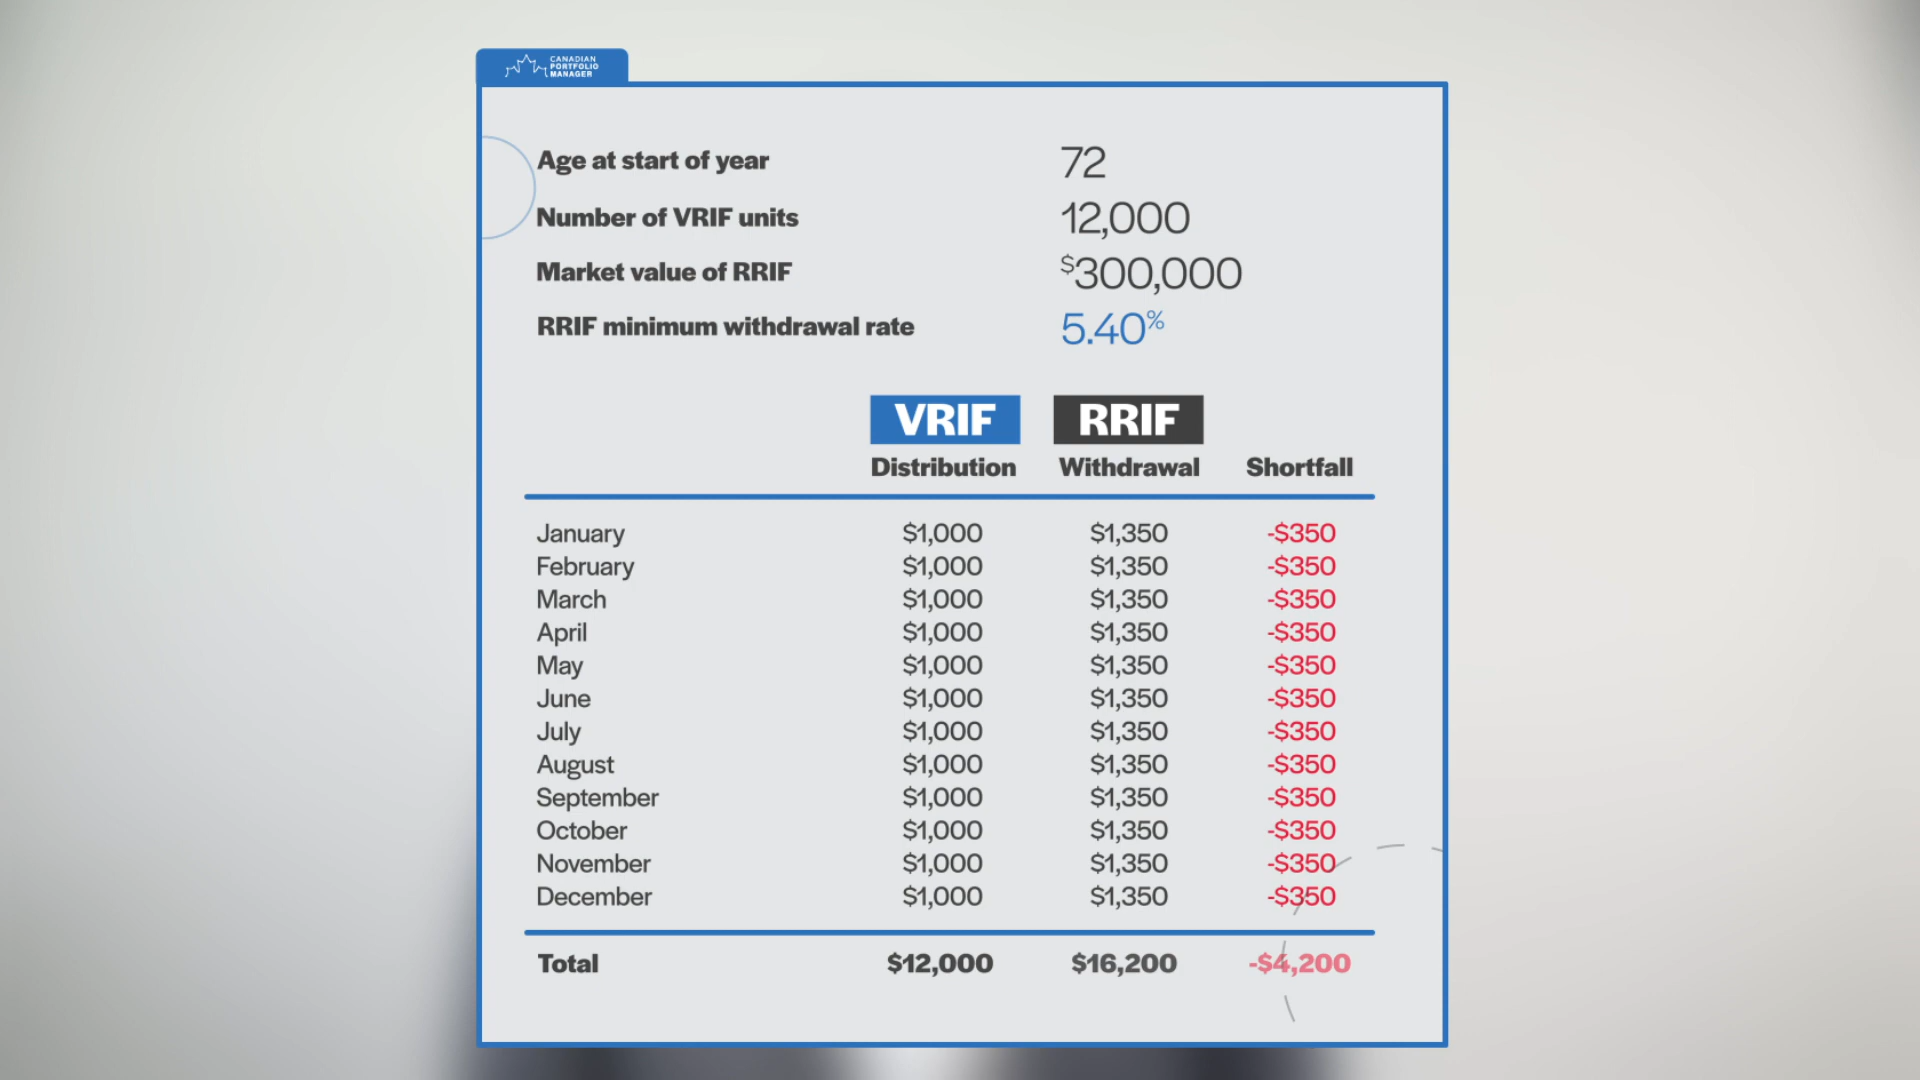 CANADIAN
PORTFOLIO
MANAGER
Age at start of year 72
Number of VRIF units 12,000
Market value of RRIF $300,000
RRIF minimum withdrawal rate 5.40%
VRIF RRIF
Distribution Withdrawal Shortfall
January $1,000 $1,350 -$350
February $1,000 $1,350 -$350
March $1,000 $1,350 -$350
April $1,000 $1,350 -$350
May $1,000 $1,350 -$350
June $1,000 $1,350 -$350
July $1,000 $1,350 -$350
August $1,000 $1,350 -$350
September $1,000 $1,350 -$350
October $1,000 $1,350 -$350
November $1,000 $1,350 -$350
December $1,000 $1,350 -$350
Total $12,000 $16,200 -$4,200